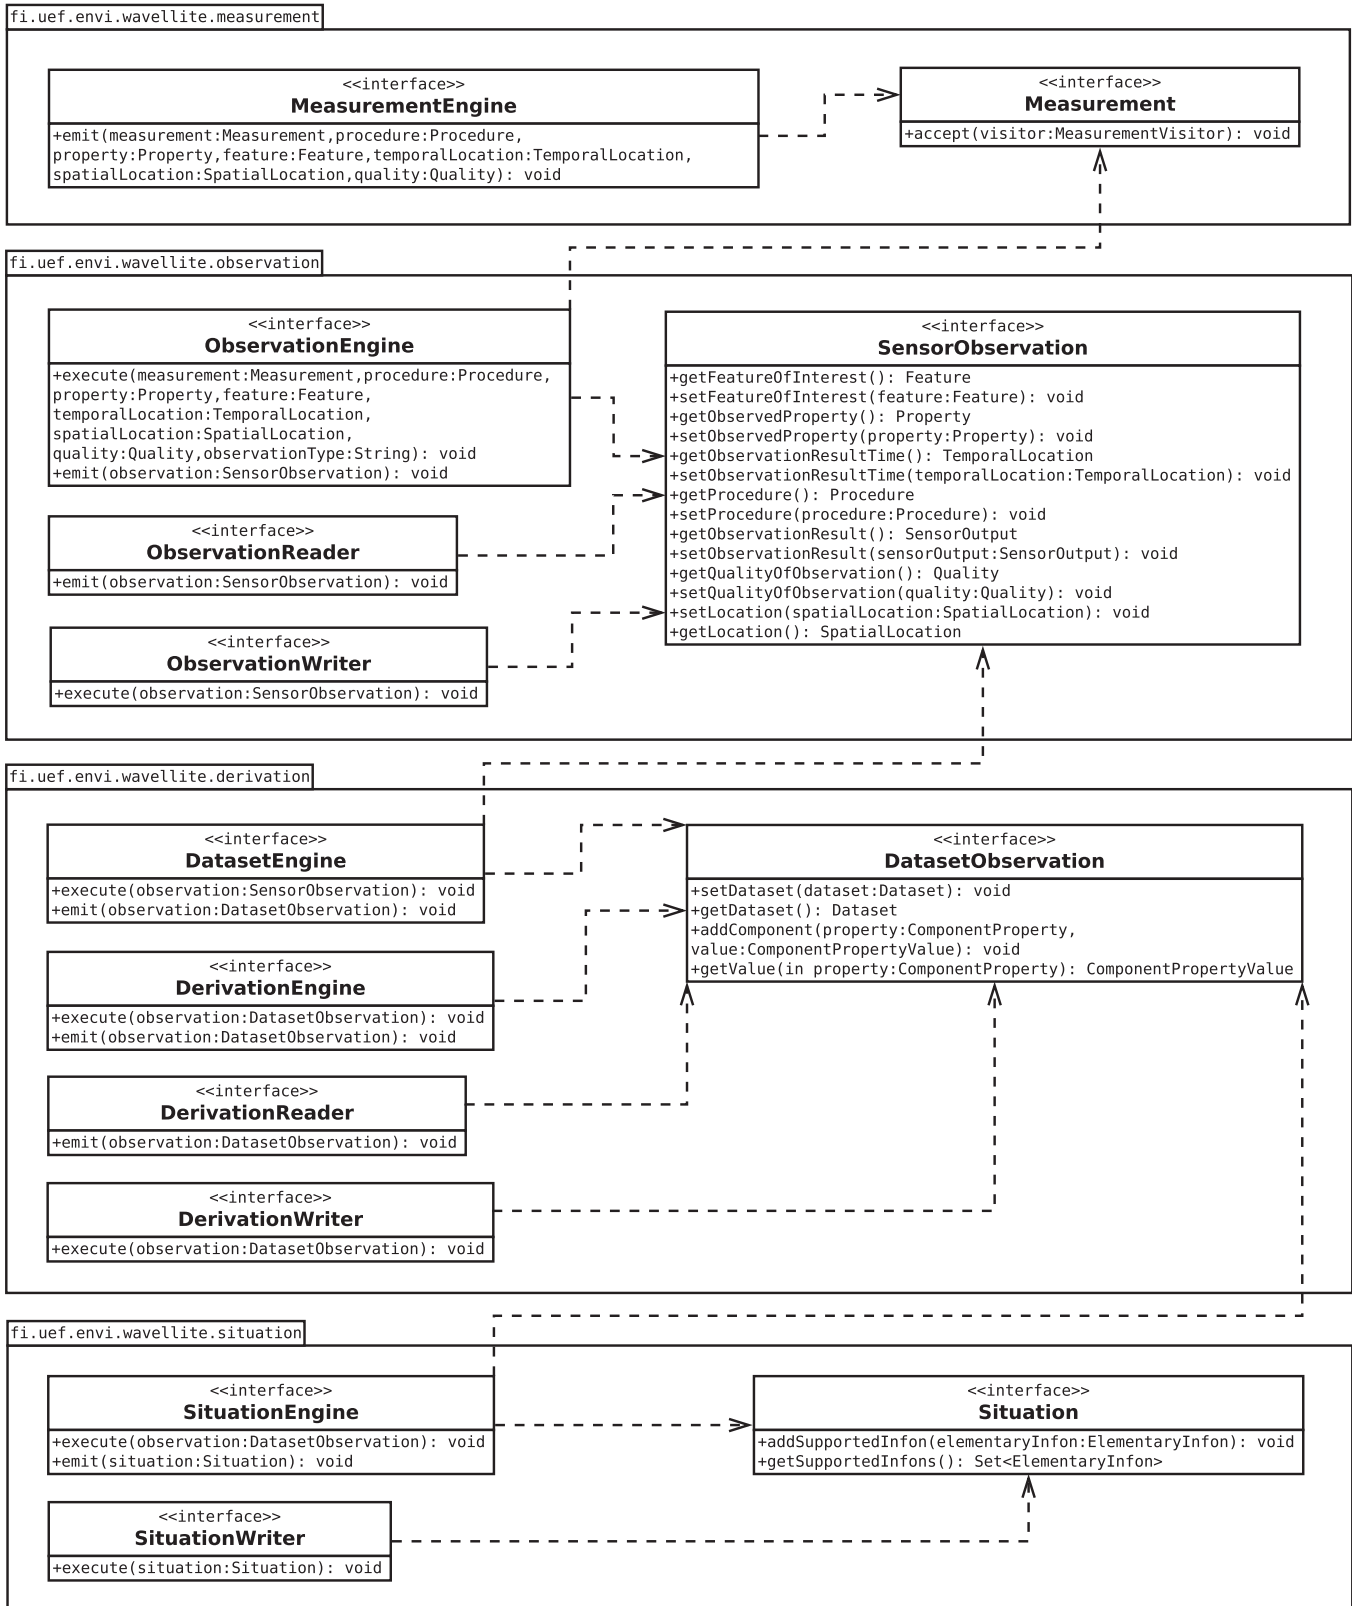 fi.uef.envi.wavellite.measurement
<<interface>>
MeasurementEngine
+emit(measurement:Measurement,procedure:Procedure,
property:Property,feature:Feature,temporalLocation:TemporalLocation,
spatialLocation:SpatialLocation,quality:Quality): void
<<interface>>
Measurement
+accept(visitor:MeasurementVisitor): void
fi.uef.envi.wavellite.observation
<<interface>>
ObservationEngine
+execute(measurement:Measurement,procedure:Procedure,
property:Property,feature:Feature,
temporalLocation:TemporalLocation,
spatialLocation:SpatialLocation,
quality:Quality,observationType:String): void
+emit(observation:SensorObservation): void
<<interface>>
ObservationReader
+emit(observation:SensorObservation): void
<<interface>>
ObservationWriter
+execute(observation:SensorObservation): void
<<interface>>
SensorObservation
+getFeatureOfInterest(): Feature
+setFeatureOfInterest(feature:Feature): void
+getObservedProperty(): Property
+setObservedProperty(property:Property): void
+getObservationResultTime(): TemporalLocation
+setObservationResultTime(temporalLocation:TemporalLocation): void
+getProcedure(): Procedure
+setProcedure(procedure:Procedure): void
+getObservationResult(): SensorOutput
+setObservationResult(sensorOutput:SensorOutput): void
+getQualityOfObservation(): Quality
+setQualityOfObservation(quality:Quality): void
+setLocation(spatialLocation:SpatialLocation): void
+getLocation(): SpatialLocation
fi.uef.envi.wavellite.derivation
<<interface>>
DatasetEngine
+execute(observation:SensorObservation): void
+emit(observation:DatasetObservation): void
<<interface>>
DerivationEngine
+execute(observation:DatasetObservation): void
+emit(observation:DatasetObservation): void
<<interface>>
DerivationReader
+emit(observation:DatasetObservation): void
<<interface>>
DerivationWriter
+execute(observation:DatasetObservation): void
<<interface>>
DatasetObservation
+setDataset(dataset:Dataset): void
+getDataset(): Dataset
+addComponent(property:ComponentProperty,
value:ComponentPropertyValue): void
+getValue(in property:ComponentProperty): ComponentPropertyValue
fi.uef.envi.wavellite.situation
<<interface>>
SituationEngine
+execute(observation:DatasetObservation): void
+emit(situation:Situation): void
<<interface>>
SituationWriter
+execute(situation:Situation): void
<<interface>>
Situation
+addSupportedInfon(elementaryInfon:ElementaryInfon): void
+getSupportedInfons(): Set<ElementaryInfon>